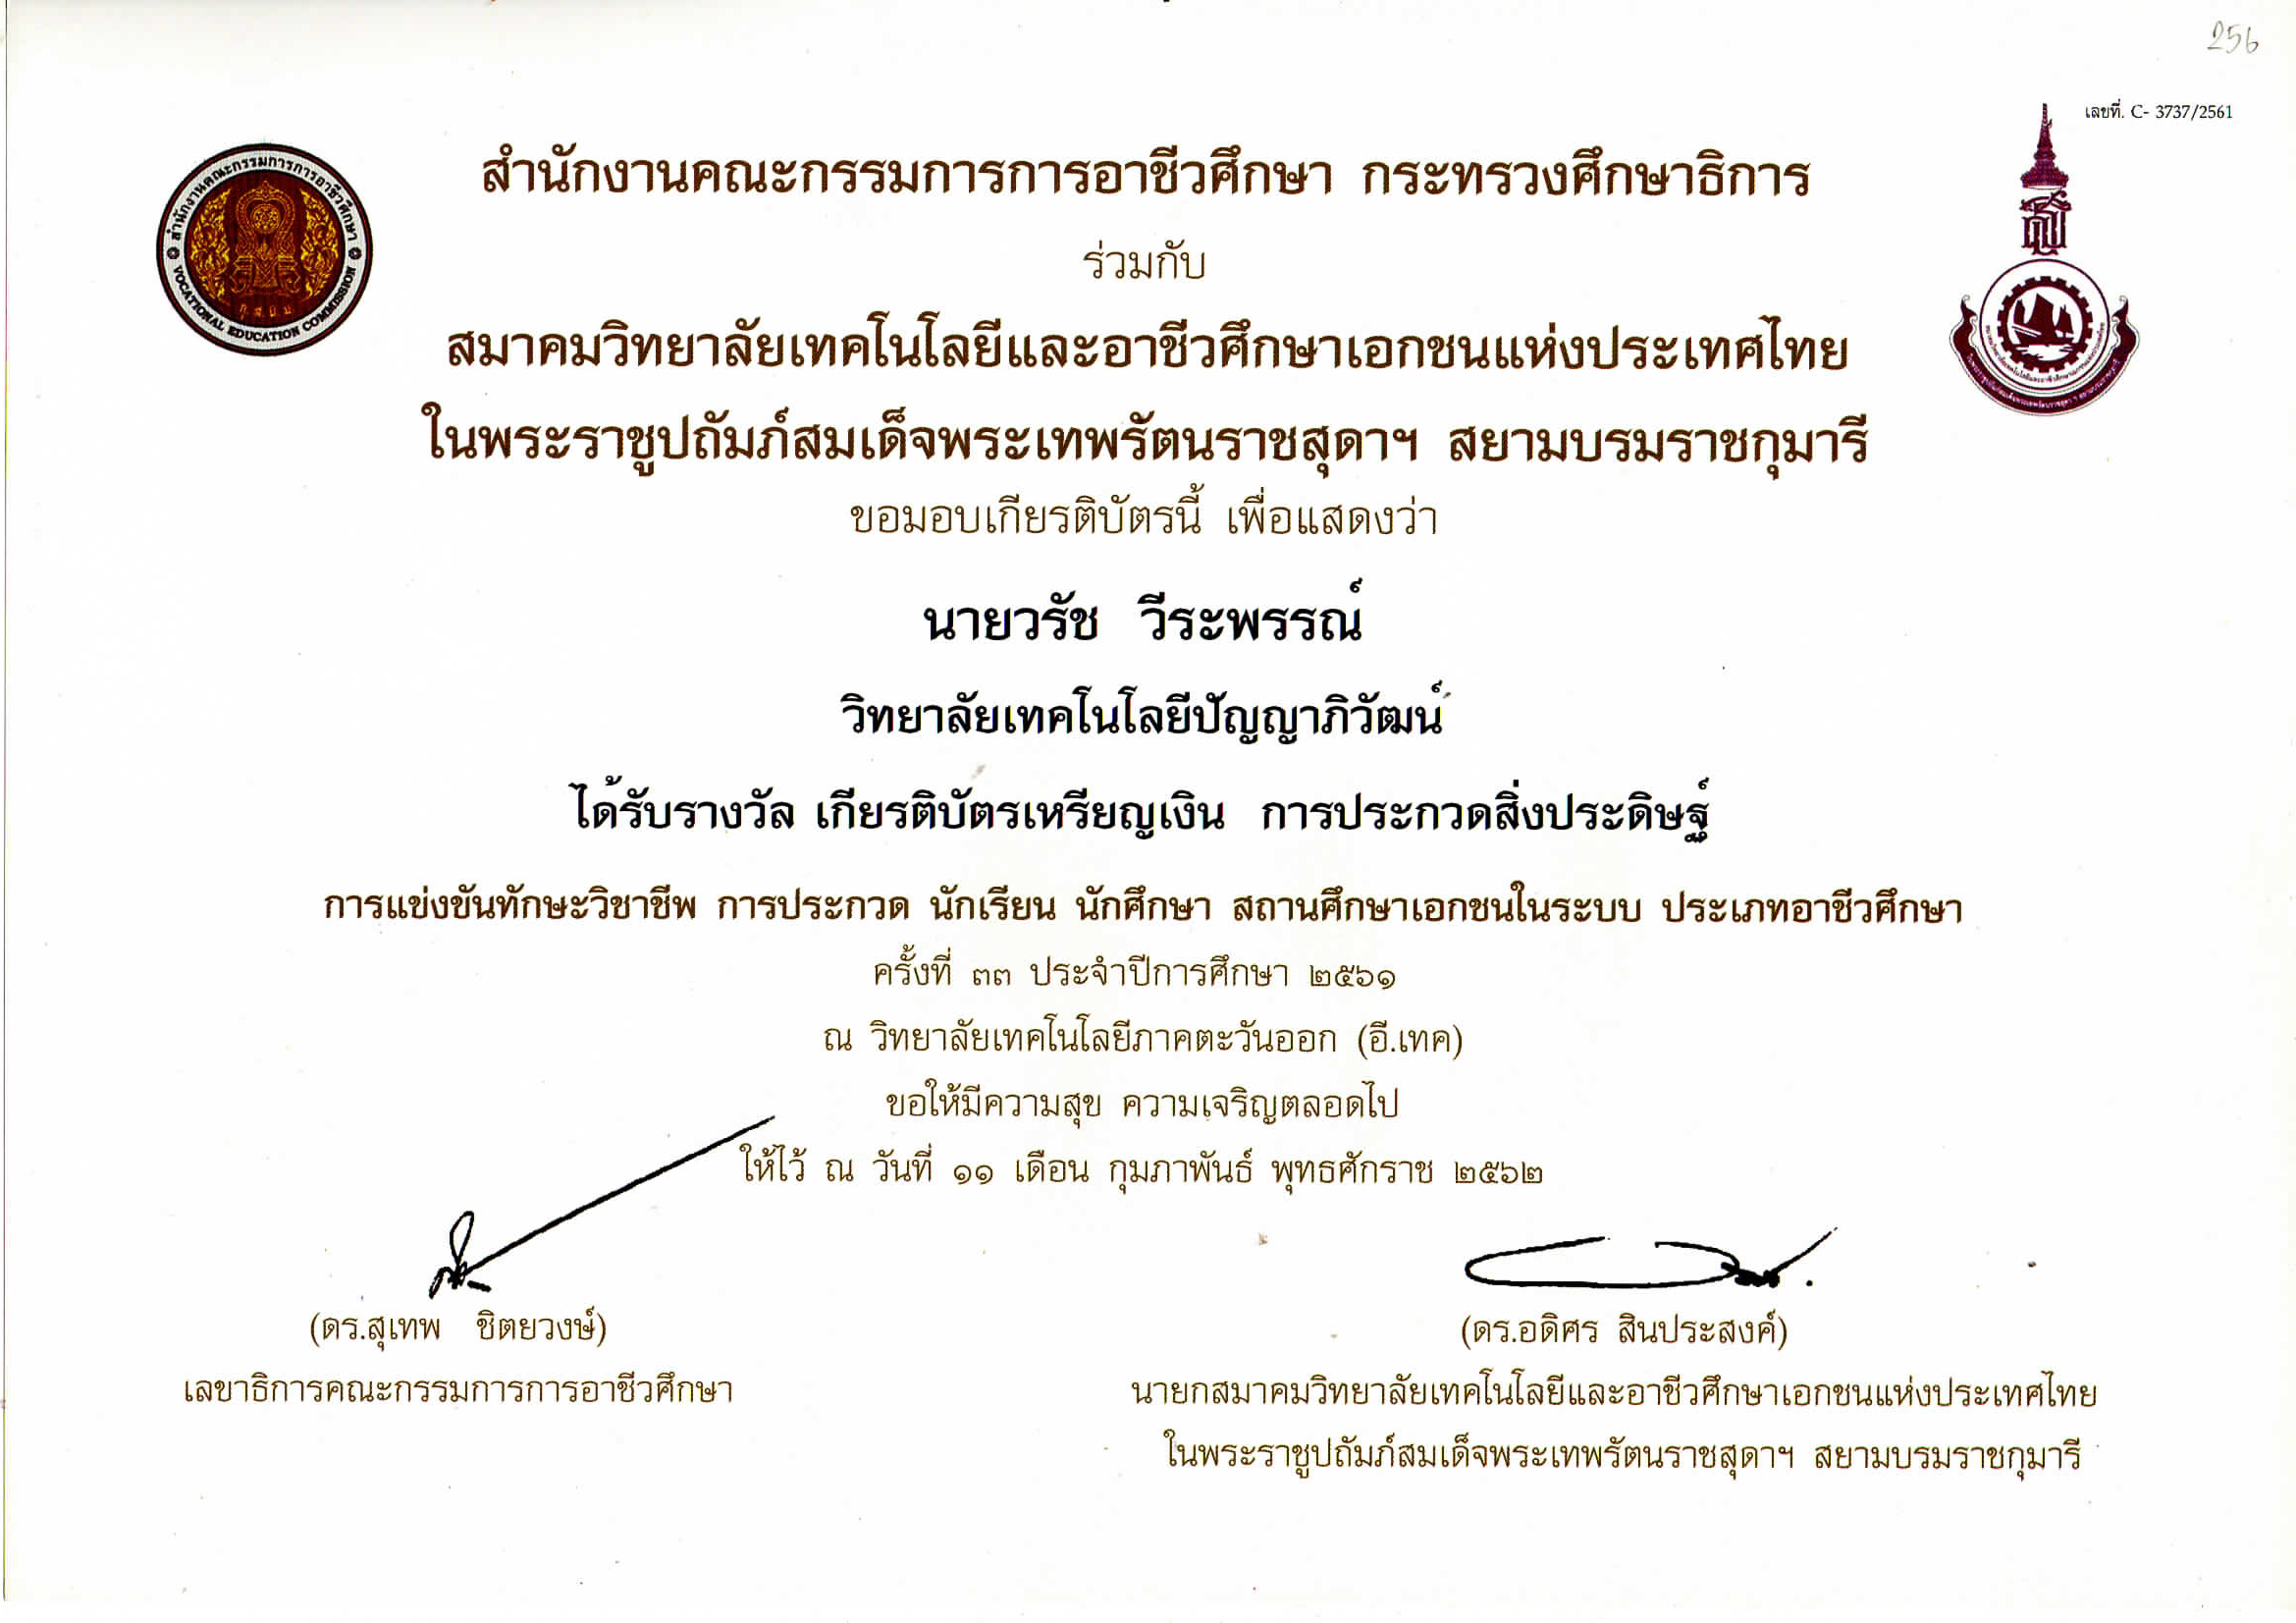 256
เลขที่. C- 3737/2561
สำนักงานคณะกรรมการการอาชีวศึกษา กระทรวงศึกษาธิการ
ร่วมกับ
สมาคมวิทยาลัยเทคโนโลยีและอาชีวศึกษาเอกชนแห่งประเทศไทย
ในพระราชูปถัมภ์สมเด็จพระเทพรัตนราชสุดาฯ สยามบรมราชกุมารี
ขอมอบเกียรติบัตรนี้ เพื่อแสดงว่า
นายวรัช วีระพรรณ์
วิทยาลัยเทคโนโลยีปัญญาภิวัฒน์
ได้รับรางวัล เกียรติบัตรเหรียญเงิน การประกวดสิ่งประดิษฐ์
การแข่งขันทักษะวิชาชีพ การประกวด นักเรียน นักศึกษา สถานศึกษาเอกชนในระบบ ประเภทอาชีวศึกษา
ครั้งที่ ๓๓ ประจำปีการศึกษา ๒๕๖๑
ณ วิทยาลัยเทคโนโลยีภาคตะวันออก (อี.เทค)
ขอให้มีความสุข ความเจริญตลอดไป
ให้ไว้ ณ วันที่ ๑๑ เดือน กุมภาพันธ์ พุทธศักราช ๒๕๖๒
(ดร.สุเทพ ชิตยวงษ์)
เลขาธิการคณะกรรมการการอาชีวศึกษา
(ดร.อดิศร สินประสงค์)
นายกสมาคมวิทยาลัยเทคโนโลยีและอาชีวศึกษาเอกชนแห่งประเทศไทย
ในพระราชูปถัมภ์สมเด็จพระเทพรัตนราชสุดาฯ สยามบรมราชกุมารี
สำนักงานคณะกรรมการการอาชีวศึกษา
VOCATIONAL EDUCATION COMMISSION